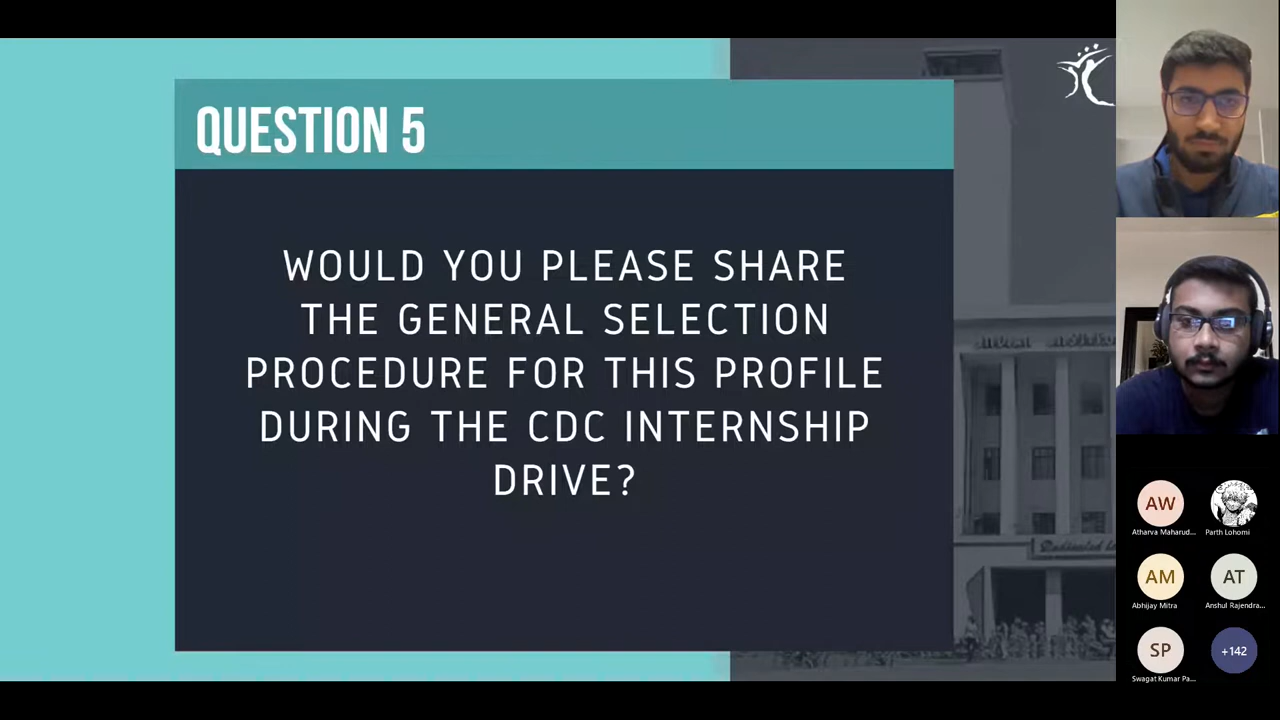 QUESTION 5
WOULD YOU PLEASE SHARE
THE GENERAL SELECTION
PROCEDURE FOR THIS PROFILE
DURING THE CDC INTERNSHIP
DRIVE?
AW
Atharva Maharud...
Parth Lohomi
AM
Abhijay Mitra
AT
Anshul Rajendra...
SP
Swagat Kumar Pa...
+142